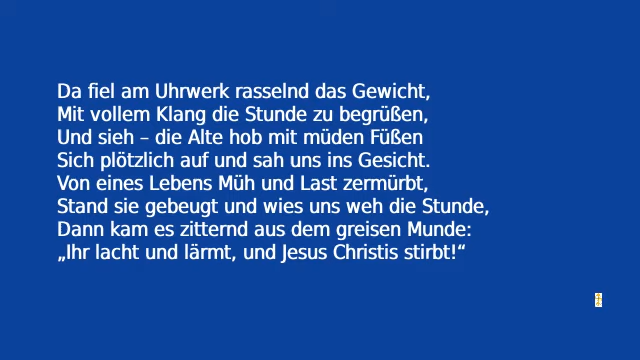 Da fiel am Uhrwerk rasselnd das Gewicht,
Mit vollem Klang die Stunde zu begrüßen,
Und sieh – die Alte hob mit müden Füßen
Sich plötzlich auf und sah uns ins Gesicht.
Von eines Lebens Müh und Last zermürbt,
Stand sie gebeugt und wies uns weh die Stunde,
Dann kam es zitternd aus dem greisen Munde:
„Ihr lacht und lärmt, und Jesus Christis stirbt!“